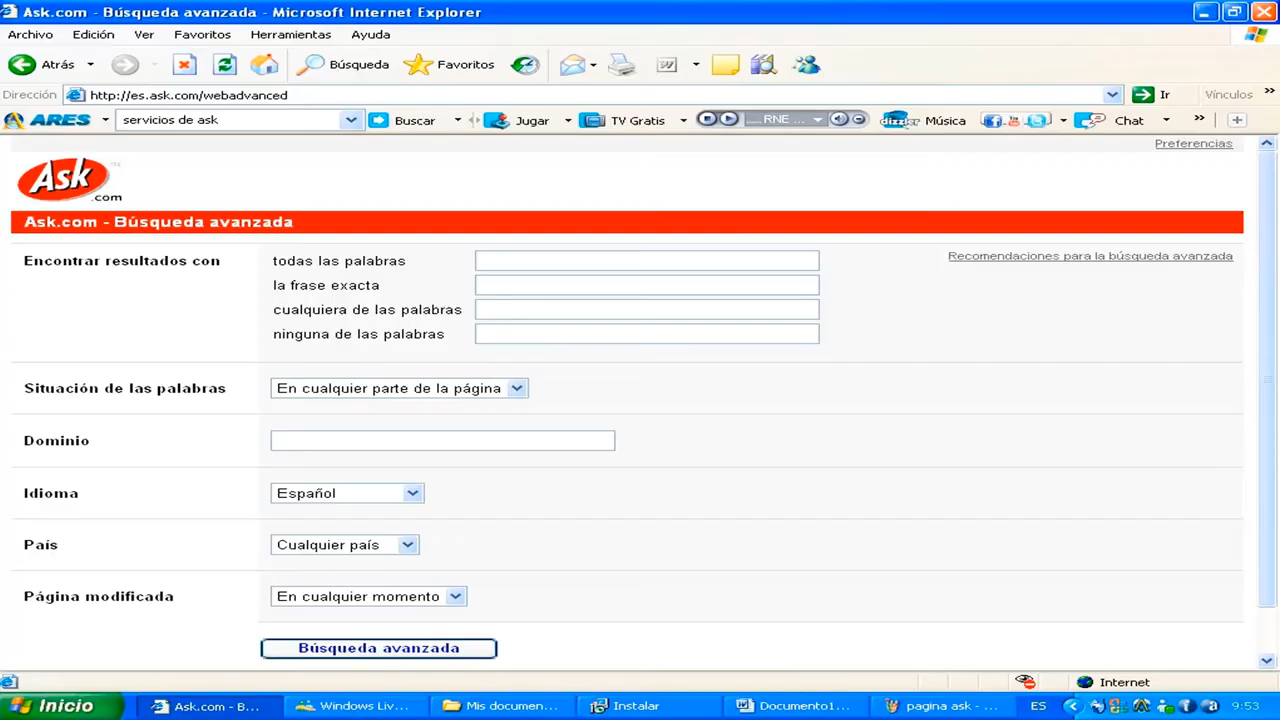 Ask.com - Búsqueda avanzada - Microsoft Internet Explorer
Archivo Edición Ver Favoritos Herramientas Ayuda
Atrás Búsqueda Favoritos
Dirección http://es.ask.com/webadvanced Ir Vínculos »
ARES servicios de ask Buscar Jugar TV Gratis RNE ... dizzler Música Chat »
Preferencias
Ask .com
Ask.com - Búsqueda avanzada
Encontrar resultados con todas las palabras Recomendaciones para la búsqueda avanzada
la frase exacta
cualquiera de las palabras
ninguna de las palabras
Situación de las palabras En cualquier parte de la página
Dominio
Idioma Español
País Cualquier país
Página modificada En cualquier momento
Búsqueda avanzada
Internet
Inicio Ask.com - B... Windows Liv... Mis documen... Instalar Documento1... pagina ask - ... ES 9:53